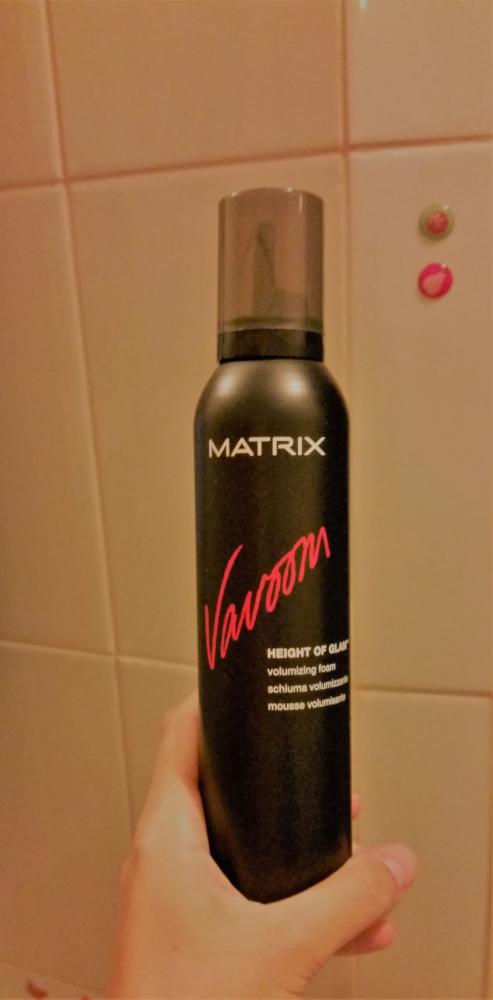 MATRIX
Vavoom
HEIGHT OF GLAM
volumizing foam
schiuma volumizzante
mousse volumisante